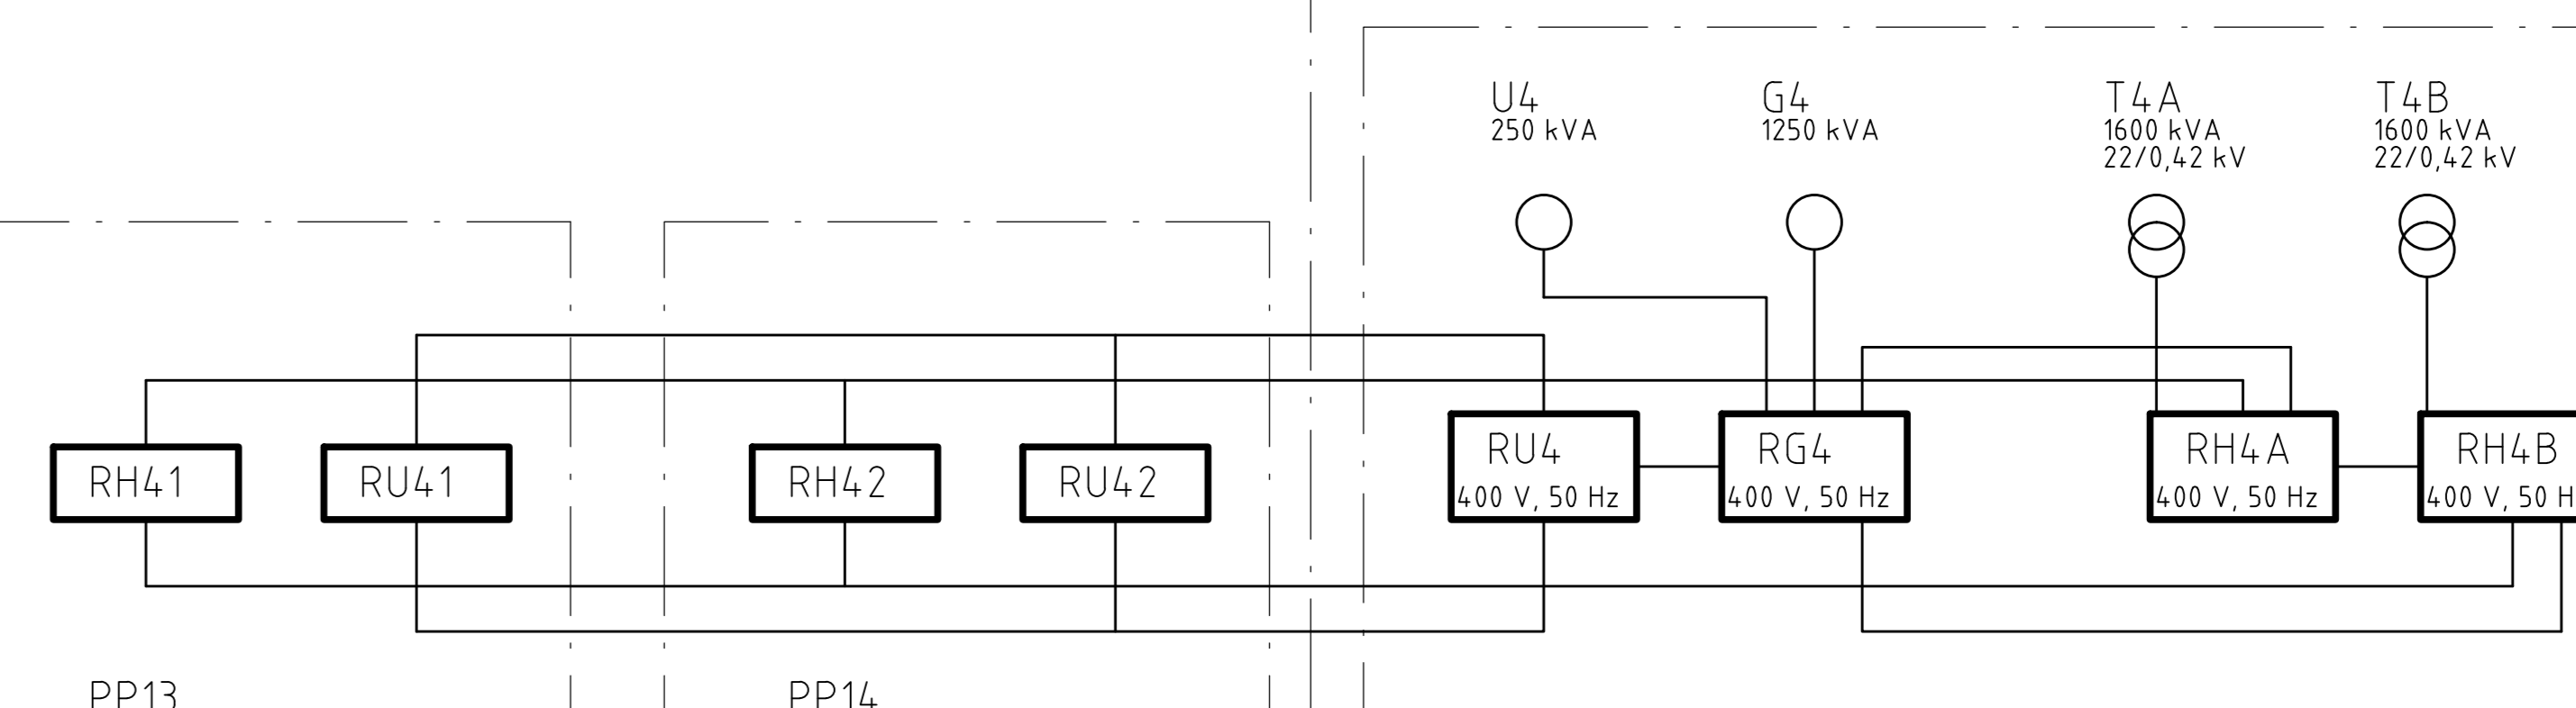 U4
250 kVA
G4
1250 kVA
T4A
1600 kVA
22/0,42 kV
T4B
1600 kVA
22/0,42 kV
RH41
RU41
RH42
RU42
RU4
400 V, 50 Hz
RG4
400 V, 50 Hz
RH4A
400 V, 50 Hz
RH4B
400 V, 50 H
PP13
PP14